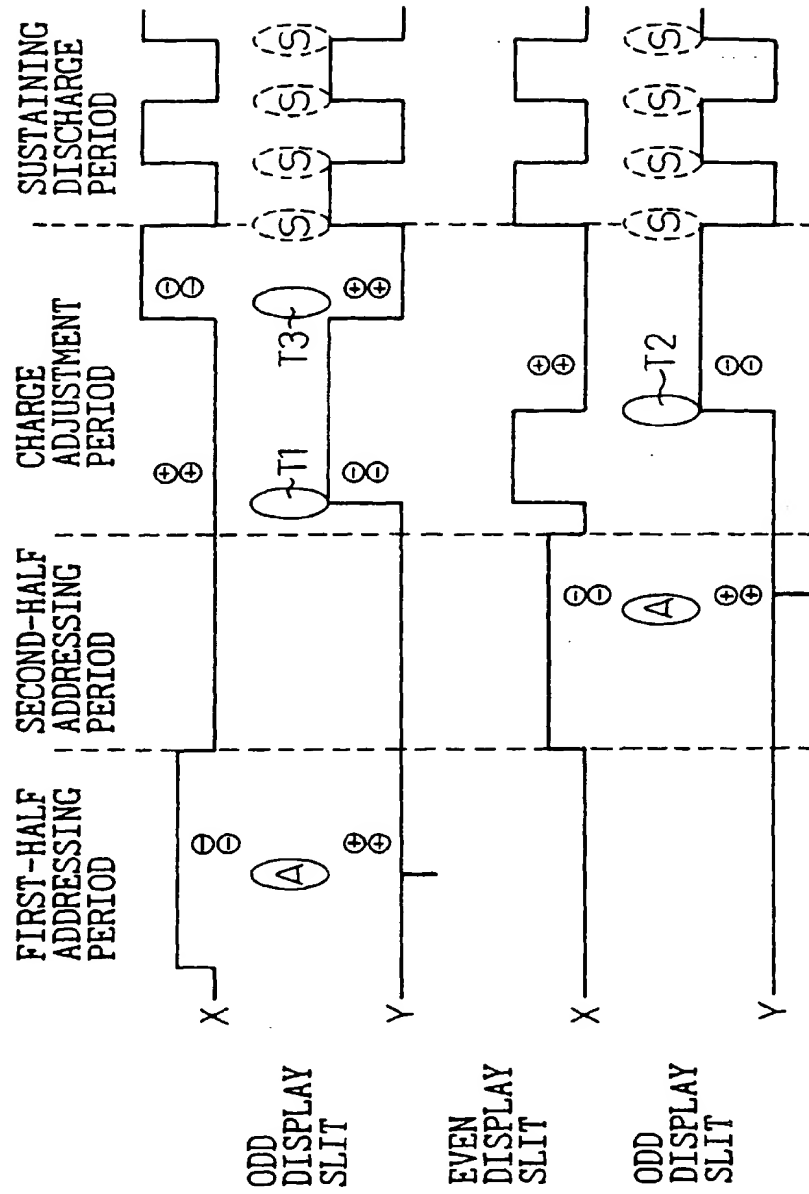 FIRST-HALF
ADDRESSING
PERIOD
SECOND-HALF
ADDRESSING
PERIOD
CHARGE
ADJUSTMENT
PERIOD
SUSTAINING
DISCHARGE
PERIOD
X
⊖ ⊕ ⊖
⊖ ⊕ ⊖
ODD
DISPLAY
SLIT
A T1 T3 S S S S
⊕ ⊖ ⊕
⊕ ⊖ ⊕
Y
EVEN
DISPLAY
SLIT
X
⊖ ⊕
⊖ ⊕
ODD
DISPLAY
SLIT
A T2 S S S S
⊕ ⊖
⊕ ⊖
Y